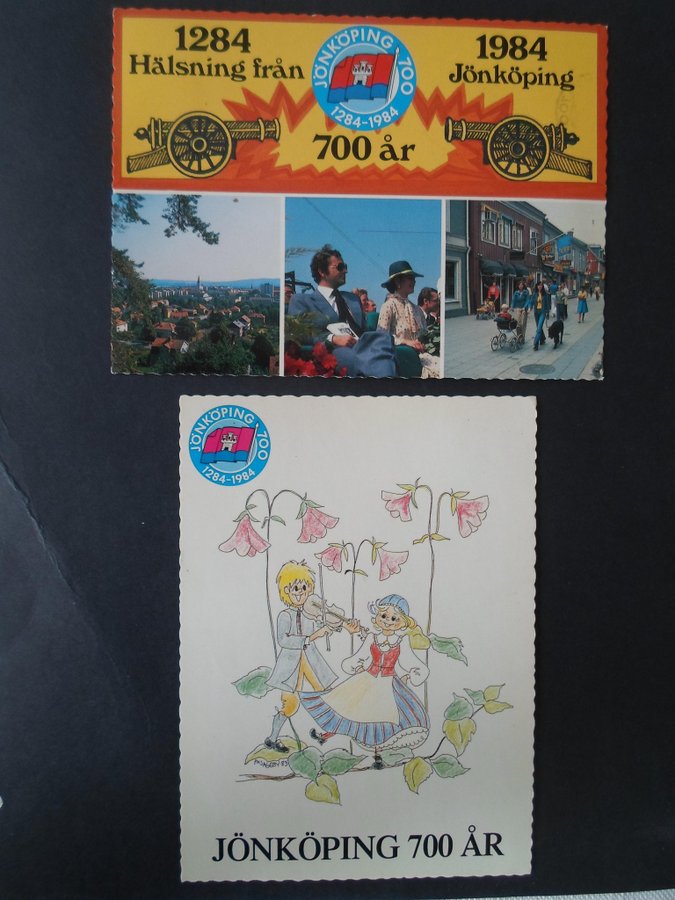 1284
Hälsning från
JÖNKÖPING 700
1284-1984
1984
Jönköping
700 år
JÖNKÖPING 700
1284-1984
JÖNKÖPING 700 ÅR